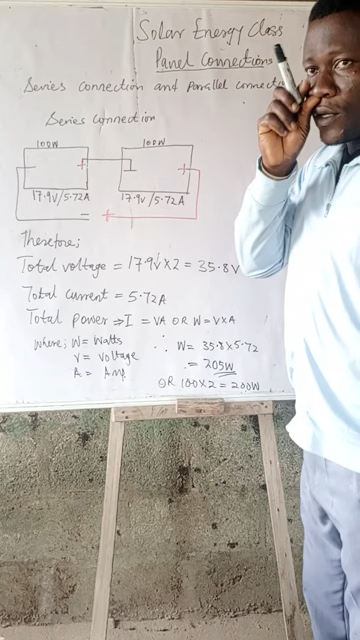 Solar Energy Class
Panel Connections
Series connection and parallel connecti
Series Connection
100W 100W
- + - +
17.9V/5.72A 17.9V/5.72A
- +
Therefore;
Total voltage = 17.9V×2 = 35.8V
Total current = 5.72A
Total power ⇒ I = VA OR W=V×A
where; W= Watts ∴ W= 35.8×5.72
V= Voltage = 205W
A= Amp OR 100×2=200W